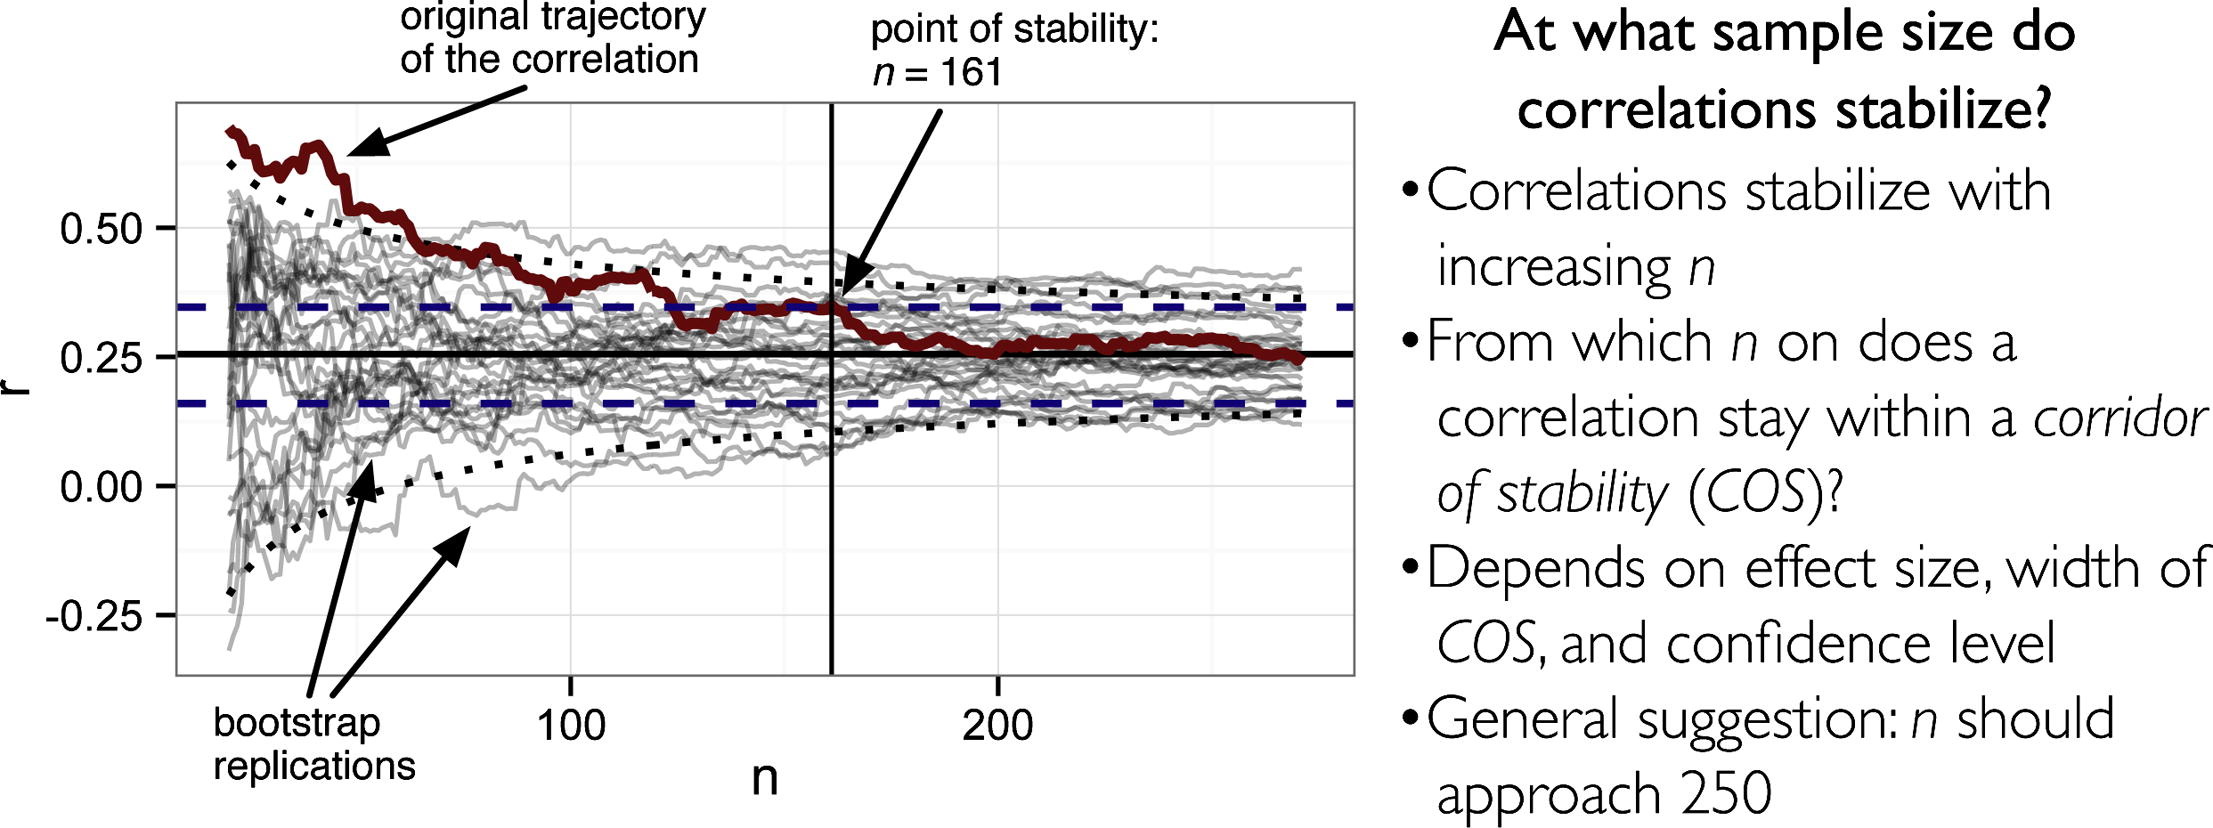 original trajectory
of the correlation
point of stability:
n = 161
0.50
0.25
0.00
-0.25
r
100
200
n
bootstrap
replications
At what sample size do
correlations stabilize?
•Correlations stabilize with
increasing n
•From which n on does a
correlation stay within a corridor
of stability (COS)?
•Depends on effect size, width of
COS, and confidence level
•General suggestion: n should
approach 250